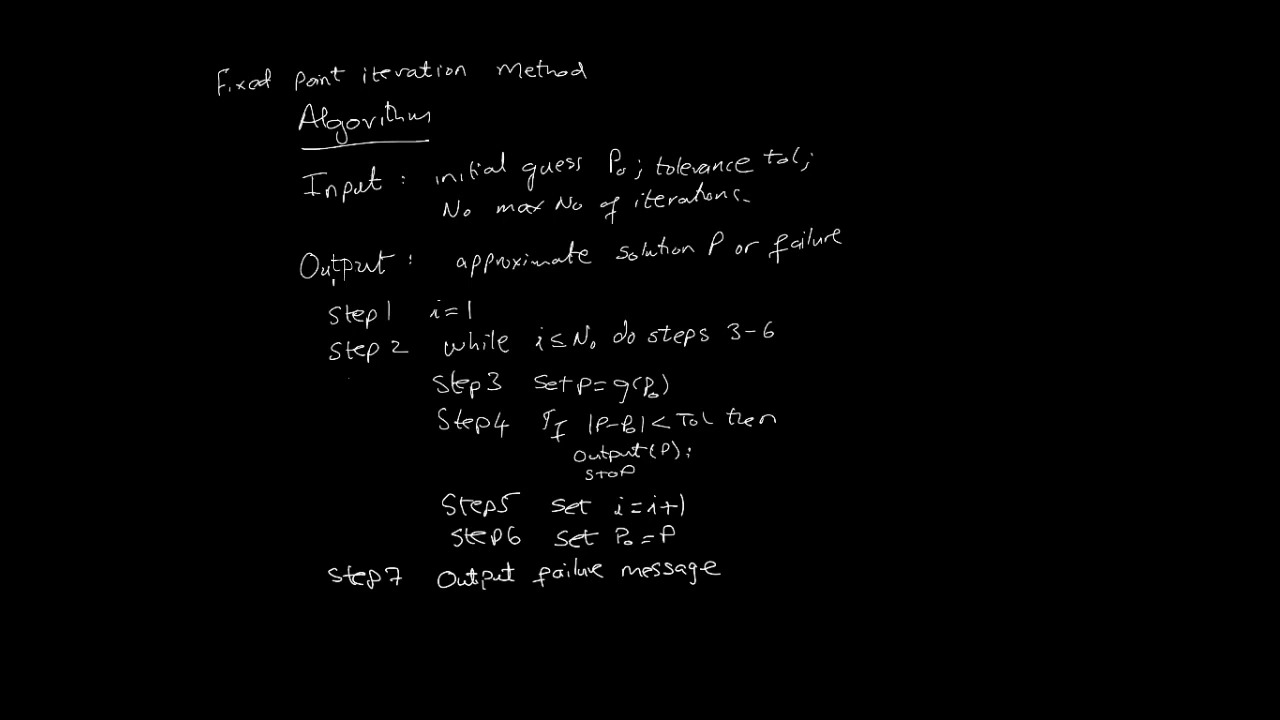 Fixed point iteration method
Algorithm
Input : initial guess P₀ ; tolerance tol;
N₀ max No of iterations.
Output : approximate solution P or failure
Step 1 i=1
Step 2 while i≤N₀ do steps 3-6
Step 3 Set P=g(P₀)
Step 4 If |P-P₀|<Tol then
Output(P);
STOP
Step 5 Set i=i+1
Step 6 Set P₀=P
Step 7 Output failure message